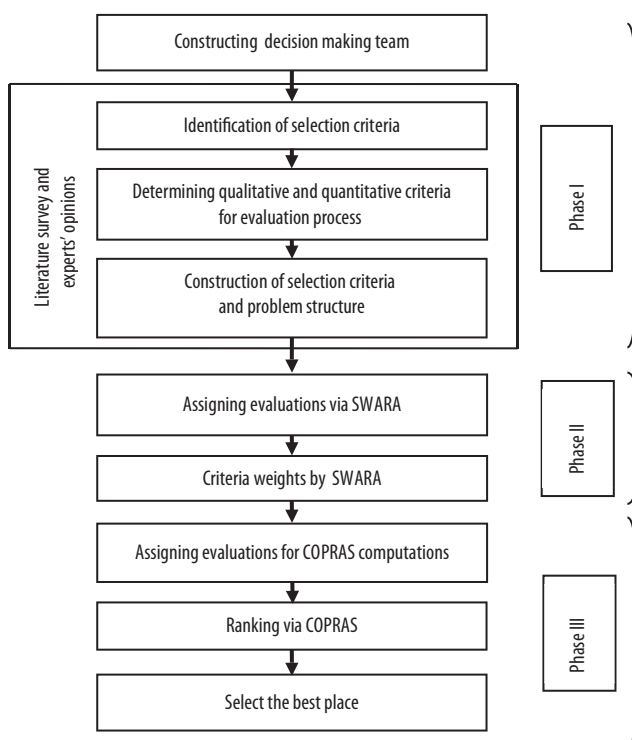 Constructing decision making team
Identification of selection criteria
Determining qualitative and quantitative criteria
for evaluation process
Construction of selection criteria
and problem structure
Literature survey and
experts' opinions
Phase I
Assigning evaluations via SWARA
Criteria weights by SWARA
Phase II
Assigning evaluations for COPRAS computations
Ranking via COPRAS
Select the best place
Phase III